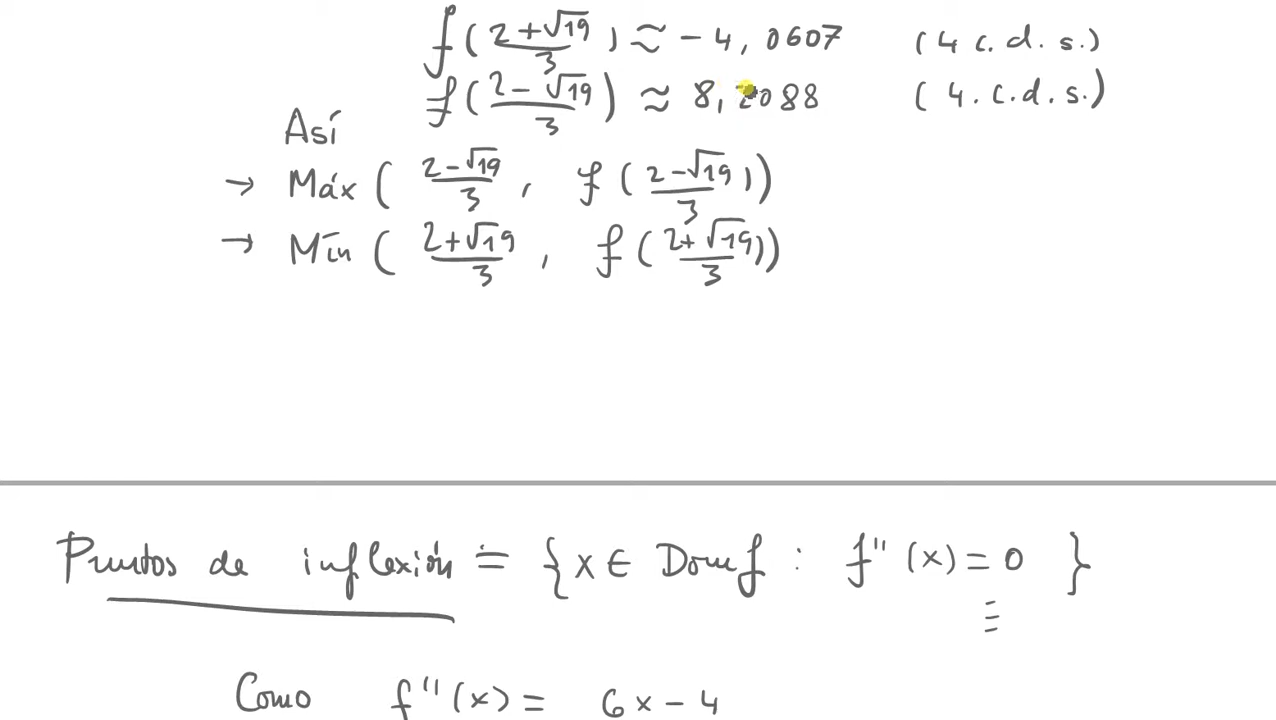 f(2+√19/3) ≈ -4,0607 (4 c.d.s.)
f(2-√19/3) ≈ 8,2088 (4.c.d.s.)
Así
→ Máx (2-√19/3, f(2-√19/3))
→ Mín (2+√19/3, f(2+√19/3))
Puntos de inflexión = {x ∈ Dom f : f''(x) = 0}
Como f''(x) = 6x - 4